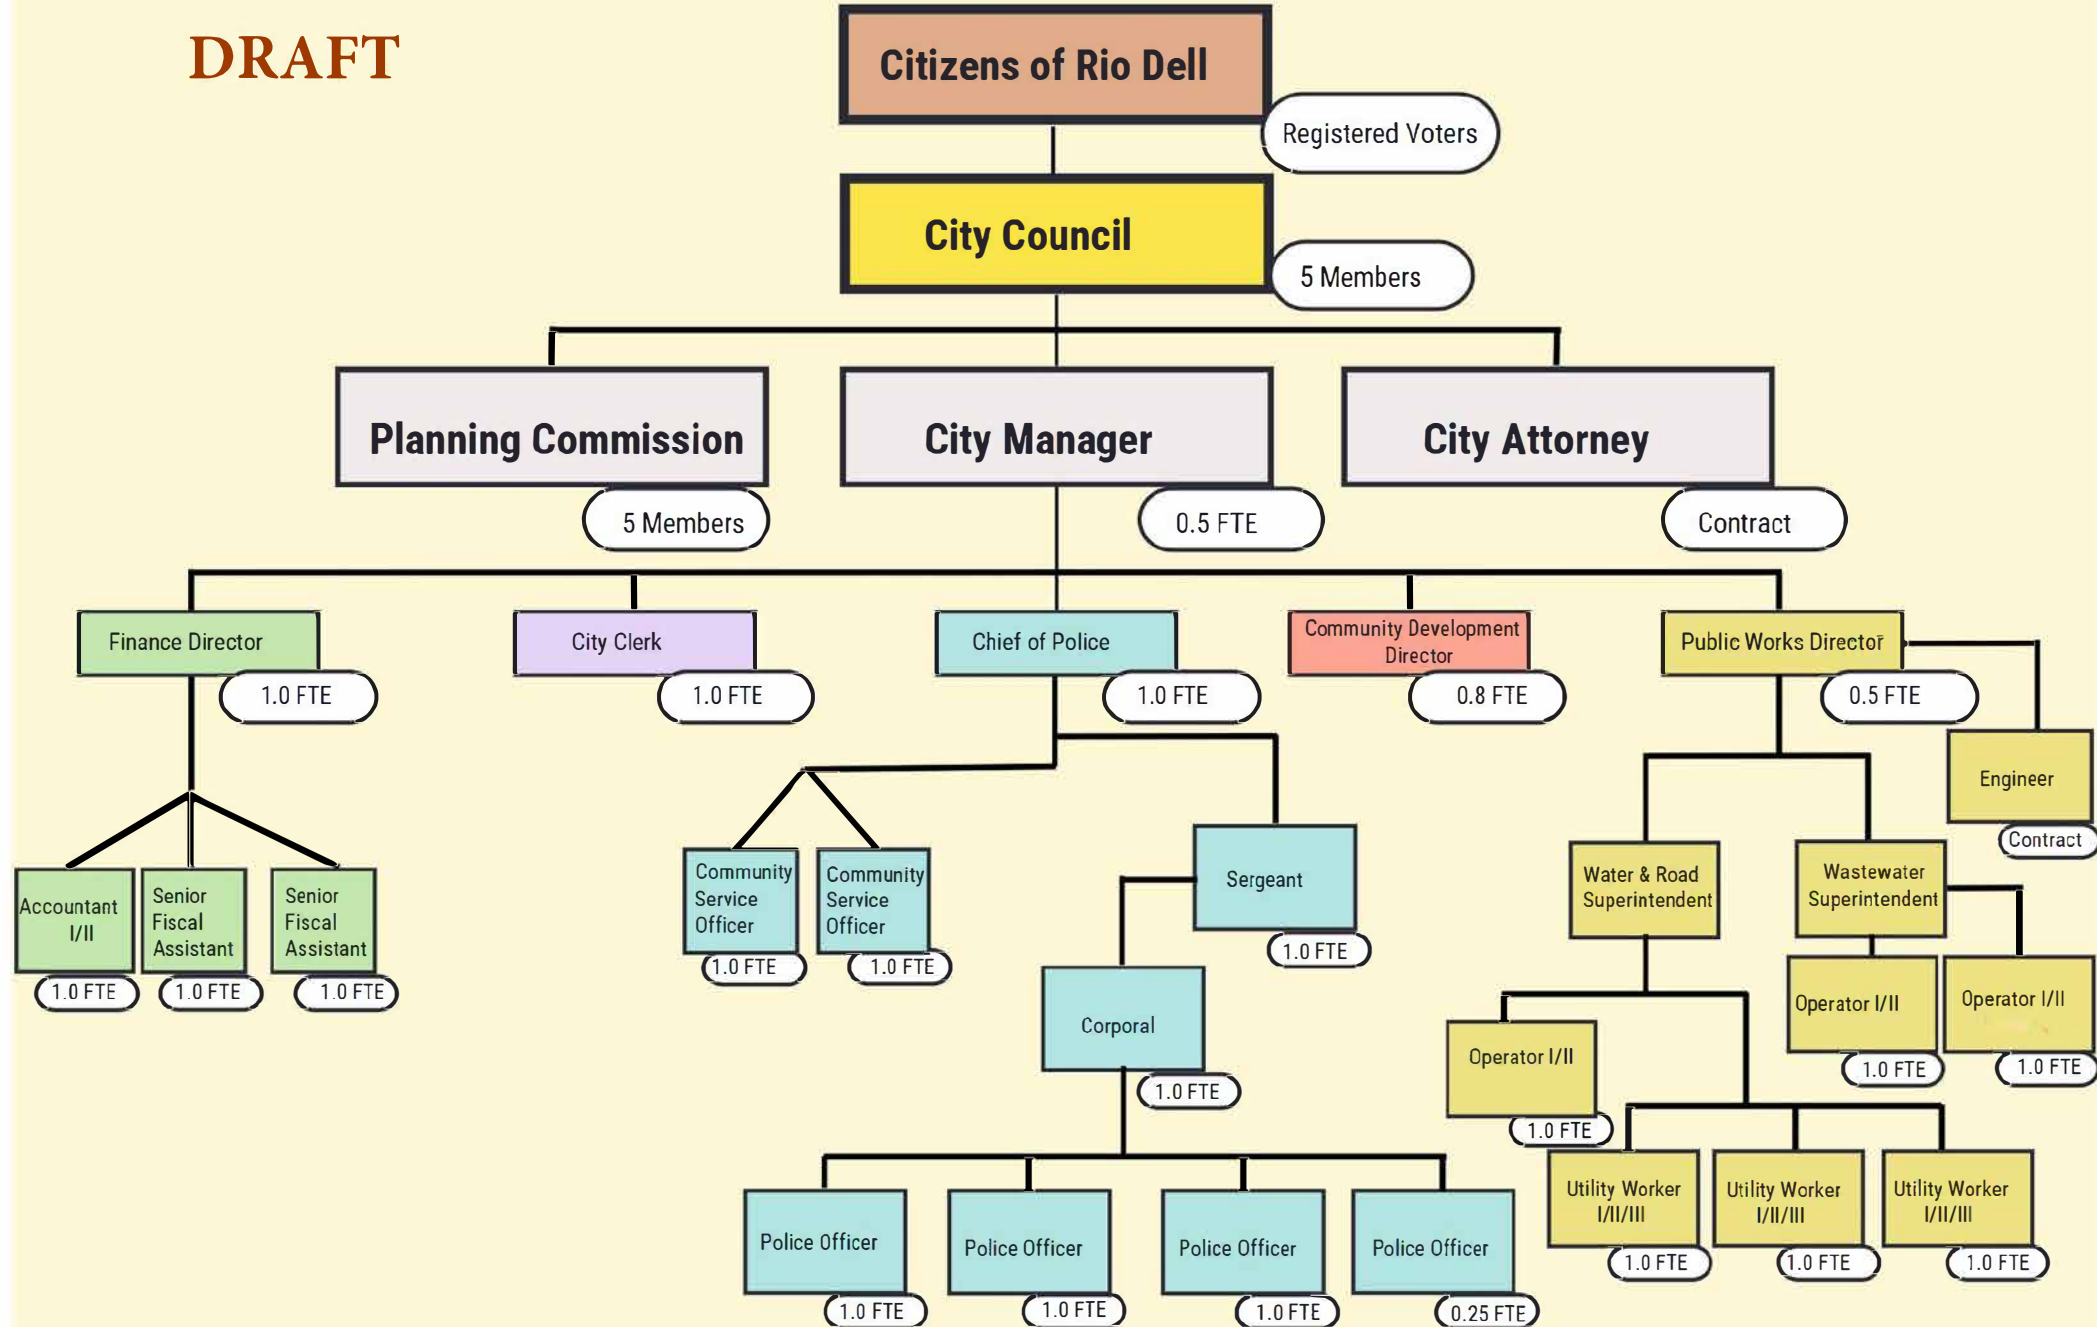 DRAFT
Citizens of Rio Dell
Registered Voters
City Council
5 Members
Planning Commission
5 Members
City Manager
0.5 FTE
City Attorney
Contract
Finance Director
1.0 FTE
City Clerk
1.0 FTE
Chief of Police
1.0 FTE
Community Development
Director
0.8 FTE
Public Works Director
0.5 FTE
Engineer
Contract
Accountant
I/II
1.0 FTE
Senior
Fiscal
Assistant
1.0 FTE
Senior
Fiscal
Assistant
1.0 FTE
Community
Service
Officer
1.0 FTE
Community
Service
Officer
1.0 FTE
Sergeant
1.0 FTE
Corporal
1.0 FTE
Police Officer
1.0 FTE
Police Officer
1.0 FTE
Police Officer
1.0 FTE
Police Officer
0.25 FTE
Water & Road
Superintendent
Wastewater
Superintendent
Operator I/II
1.0 FTE
Operator I/II
1.0 FTE
Operator I/II
1.0 FTE
Utility Worker
I/II/III
1.0 FTE
Utility Worker
I/II/III
1.0 FTE
Utility Worker
I/II/III
1.0 FTE